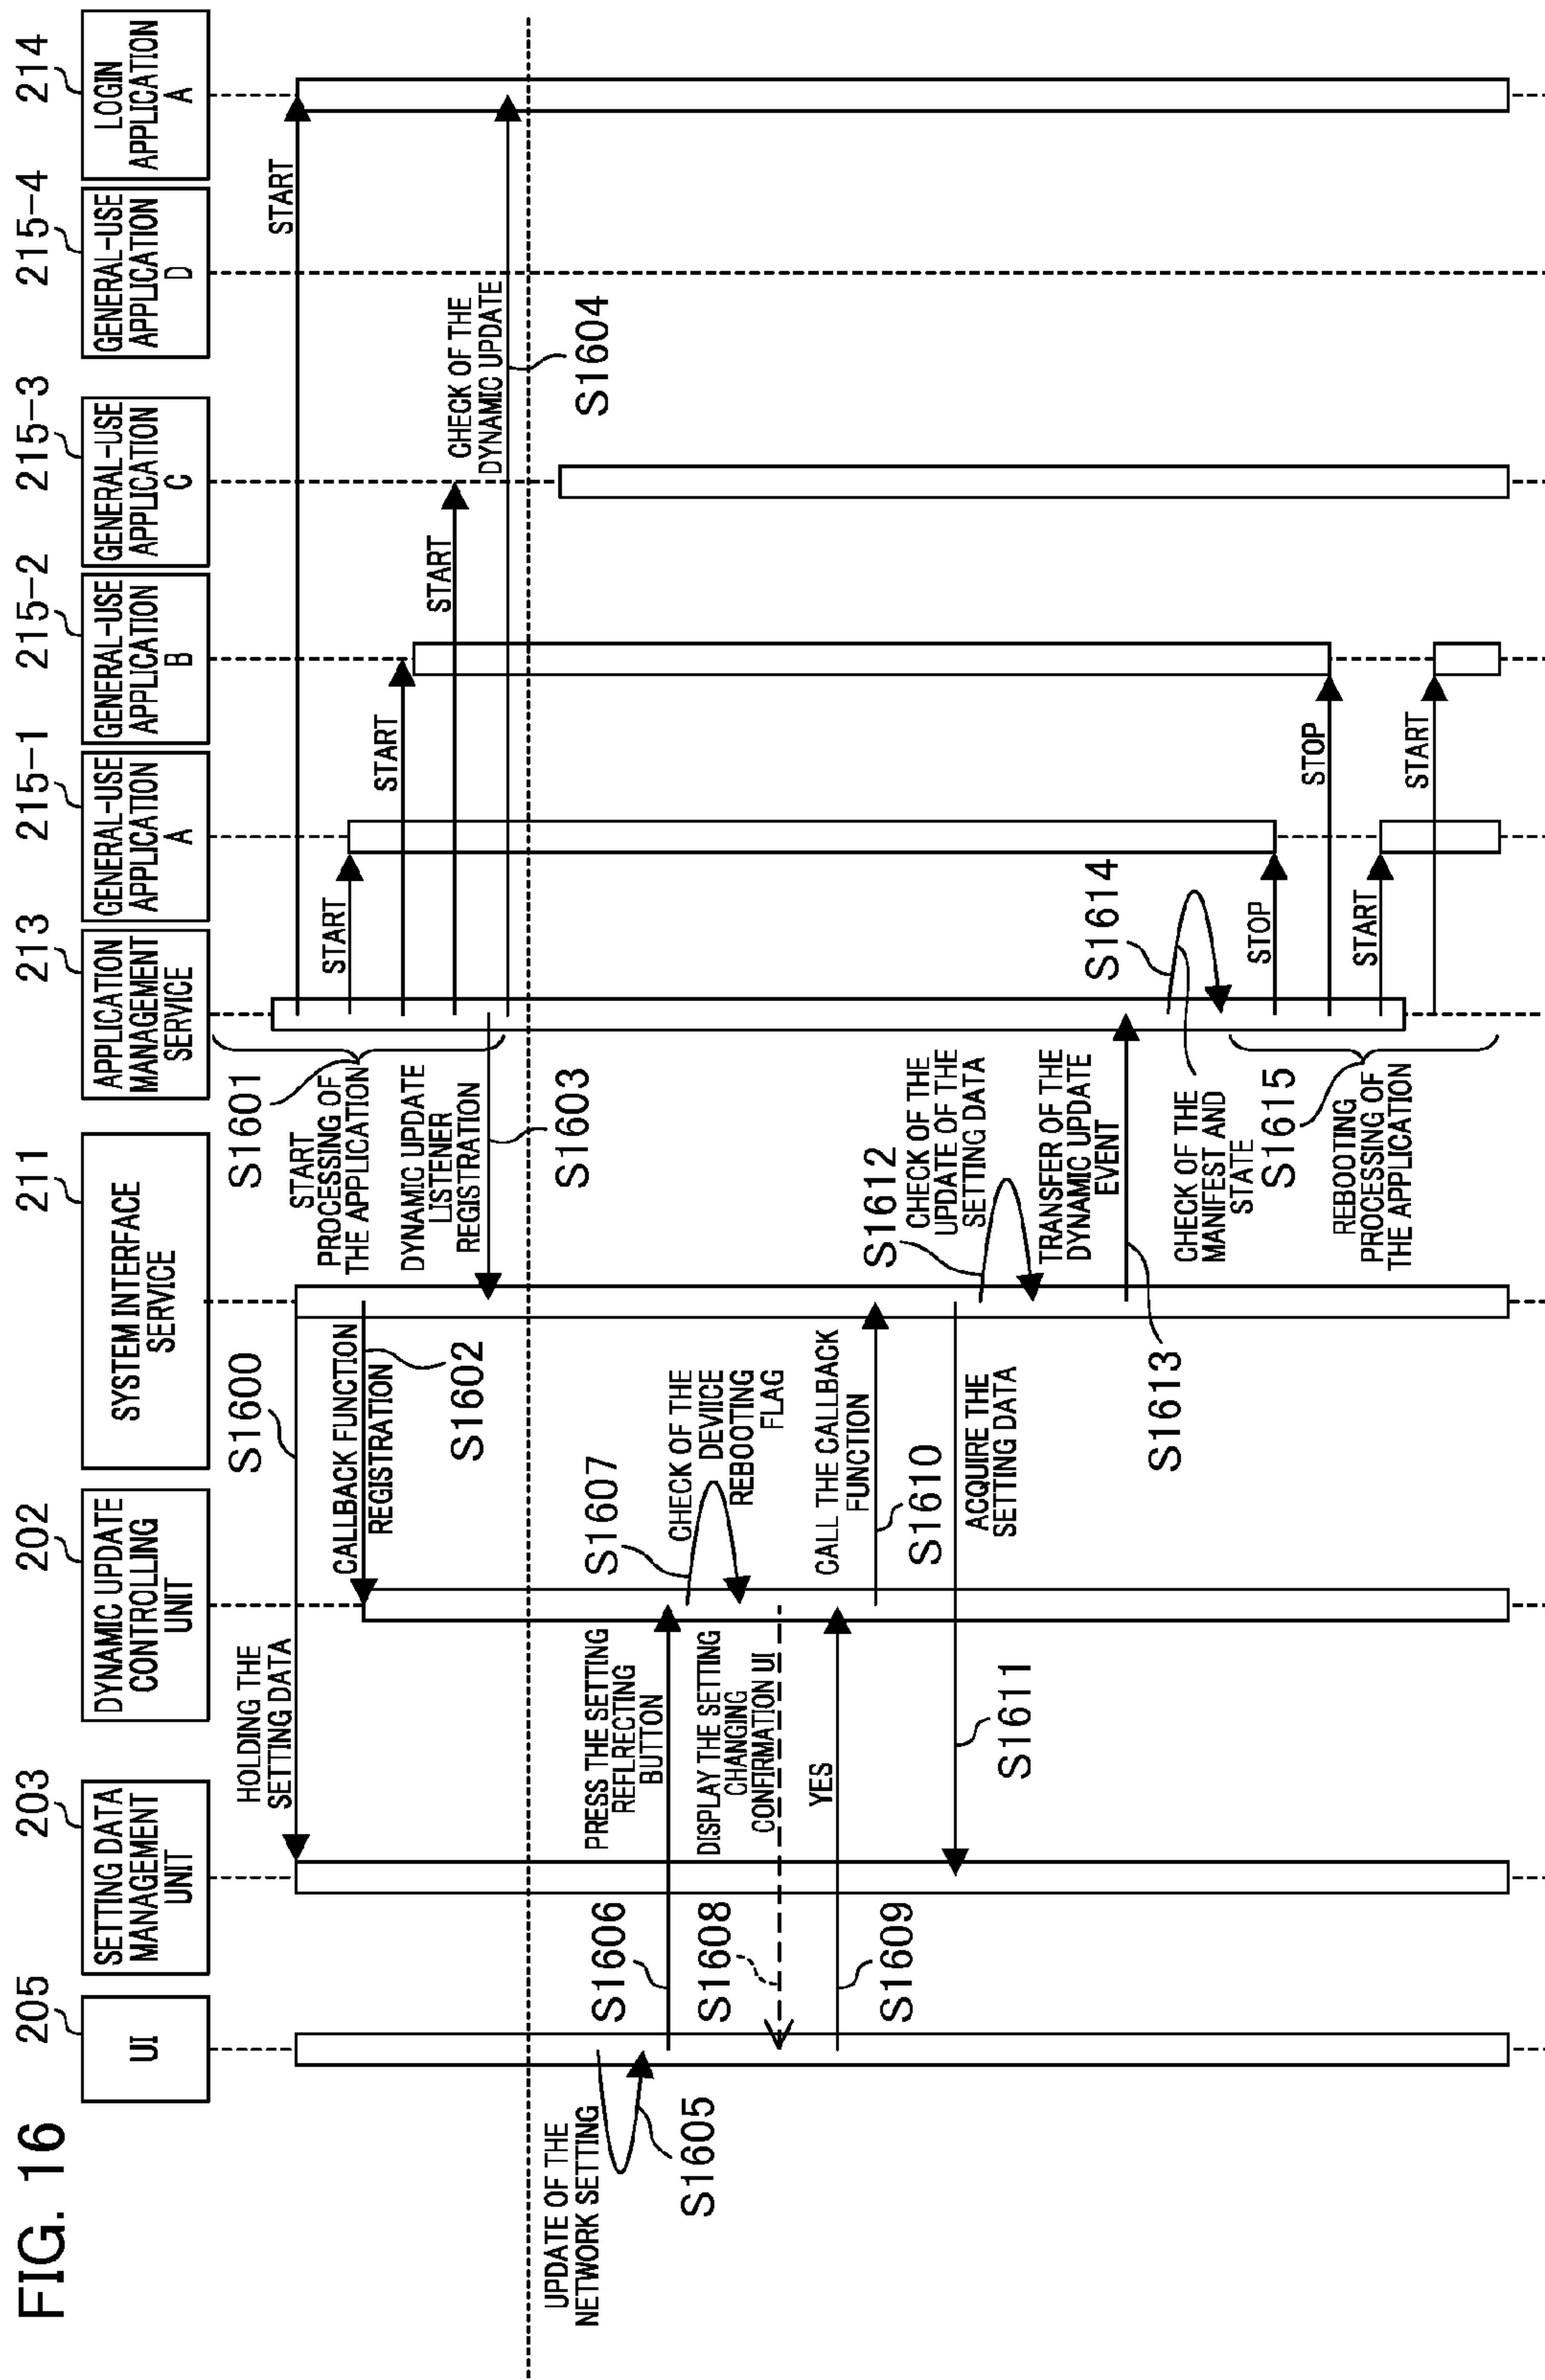 FIG. 16
205
UI
203
SETTING DATA
MANAGEMENT
UNIT
202
DYNAMIC UPDATE
CONTROLLING
UNIT
211
SYSTEM INTERFACE
SERVICE
213
APPLICATION
MANAGEMENT
SERVICE
215-1
GENERAL-USE
APPLICATION
A
215-2
GENERAL-USE
APPLICATION
B
215-3
GENERAL-USE
APPLICATION
C
215-4
GENERAL-USE
APPLICATION
D
214
LOGIN
APPLICATION
A
HOLDING THE
SETTING DATA
S1600
S1601
START
PROCESSING OF
THE APPLICATION
START
START
START
START
CALLBACK FUNCTION
REGISTRATION
S1602
DYNAMIC UPDATE
LISTENER
REGISTRATION
S1603
CHECK OF THE
DYNAMIC UPDATE
S1604
UPDATE OF THE
NETWORK SETTING
S1605
PRESS THE SETTING
REFLRECTING
BUTTON
S1606
S1607
CHECK OF THE
DEVIICE
REBOOTING
FLAG
DISPLAY THE SETTING
CHANGING
CONFIRMATION UI
S1608
YES
S1609
CALL THE CALLBACK
FUNCTION
S1610
ACQUIRE THE
SETTING DATA
S1611
S1612
CHECK OF THE
UPDATE OF THE
SETTING DATA
TRANSFER OF THE
DYNAMIC UPDATE
EVENT
S1613
S1614
CHECK OF THE
MANIFEST AND
STATE
S1615
REBOOTING
PROCESSING OF
THE APPLICATION
STOP
STOP
START
START